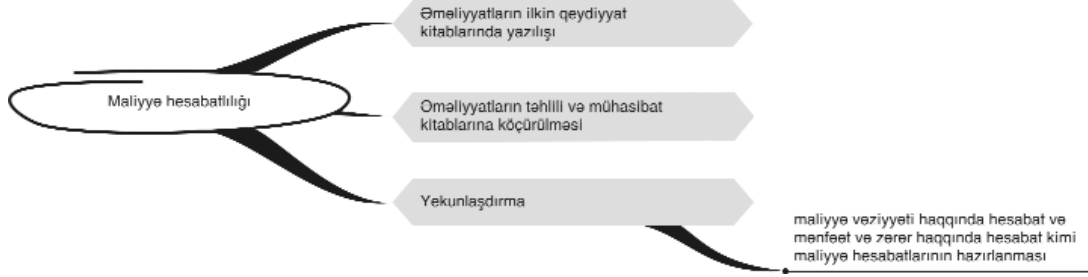 Əməliyyatların ilkin qeydiyyat
kitablarında yazılışı
Maliyyə hesabatlılığı
Oməliyyatların təhlili və mühasibat
kitablarına köçürülməsi
Yekunlaşdırma
maliyyə vəziyyəti haqqında hesabat və
mənfəət və zərər haqqında hesabat kimi
maliyyə hesabatlarının hazırlanması